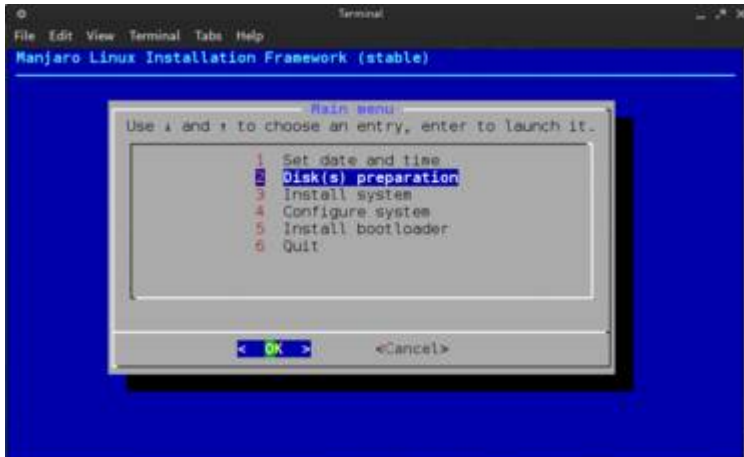 Terminal
File Edit View Terminal Tabs Help
Manjaro Linux Installation Framework (stable)
Main menu
Use ↓ and ↑ to choose an entry, enter to launch it.
1 Set date and time
2 Disk(s) preparation
3 Install system
4 Configure system
5 Install bootloader
6 Quit
< OK > <Cancel>